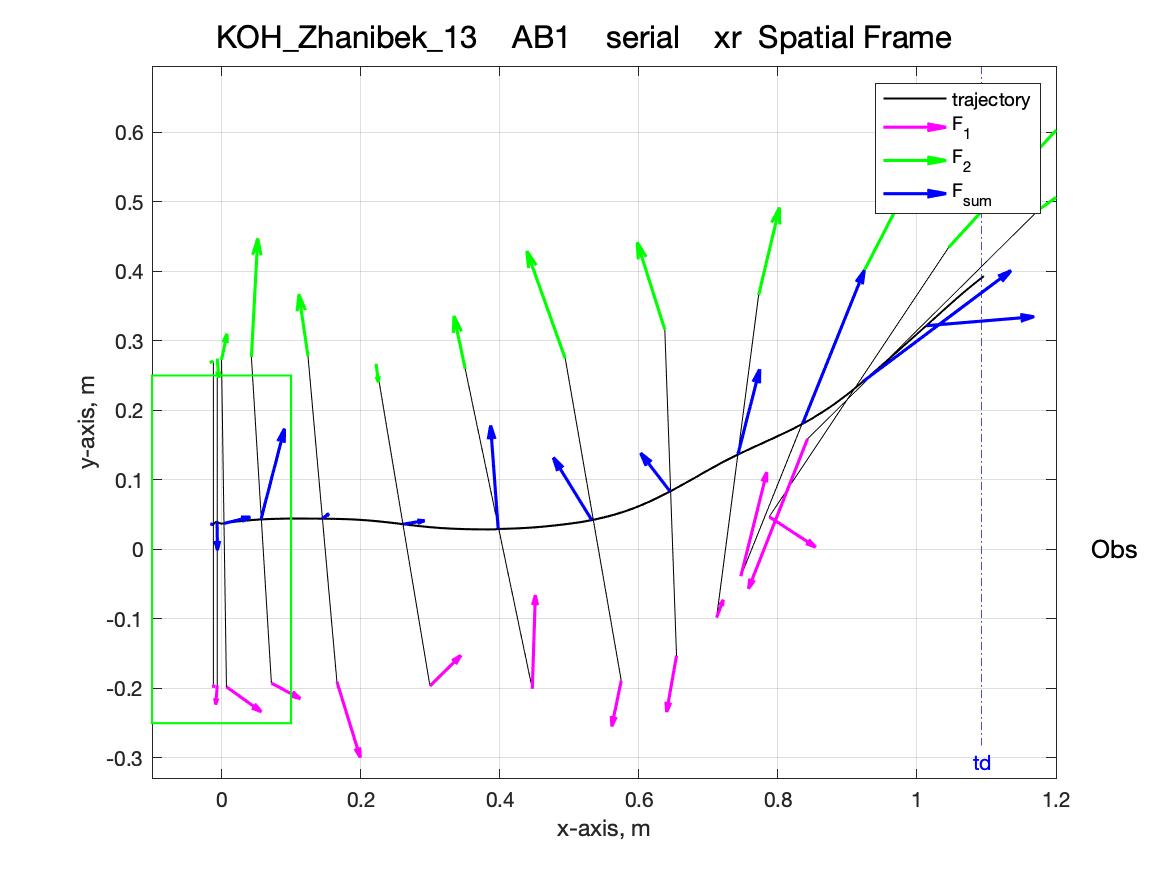 KOH_Zhanibek_13 AB1 serial xr Spatial Frame
trajectory
F1
F2
Fsum
0.6
0.5
0.4
0.3
0.2
0.1
0
-0.1
-0.2
-0.3
y-axis, m
Obs
td
0 0.2 0.4 0.6 0.8 1 1.2
x-axis, m